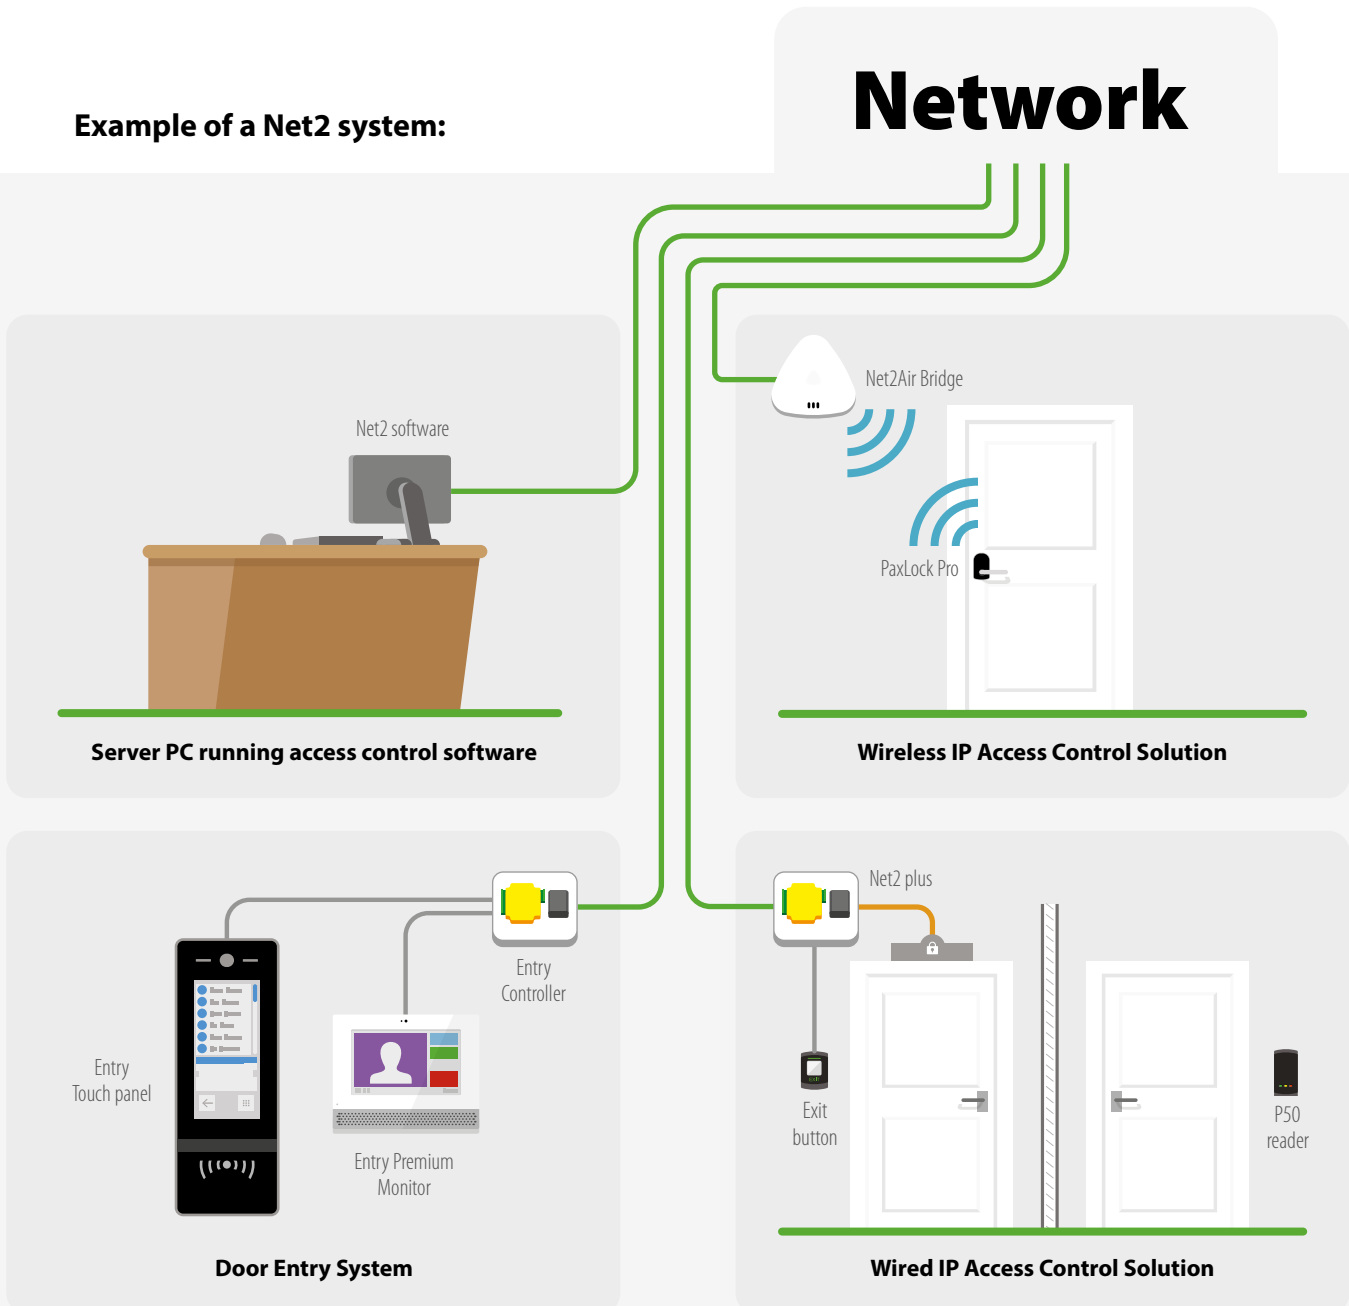 Network
Example of a Net2 system:
Net2 software
Server PC running access control software
Net2Air Bridge
PaxLock Pro
Wireless IP Access Control Solution
Entry
Controller
Entry
Touch panel
Entry Premium
Monitor
Door Entry System
Net2 plus
Exit
button
P50
reader
Wired IP Access Control Solution